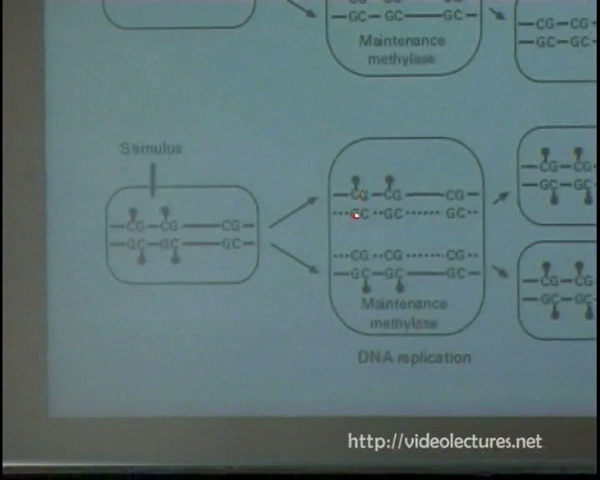 GC GC GC
CG CG
GC GC
Maintenance
methylase
Stimulus
CG CG CG
GC GC GC
CG CG CG
GC GC GC
CG CG CG
GC GC GC
Maintenance
methylase
CG CG
GC GC
CG CG
GC GC
DNA replication
http://videolectures.net